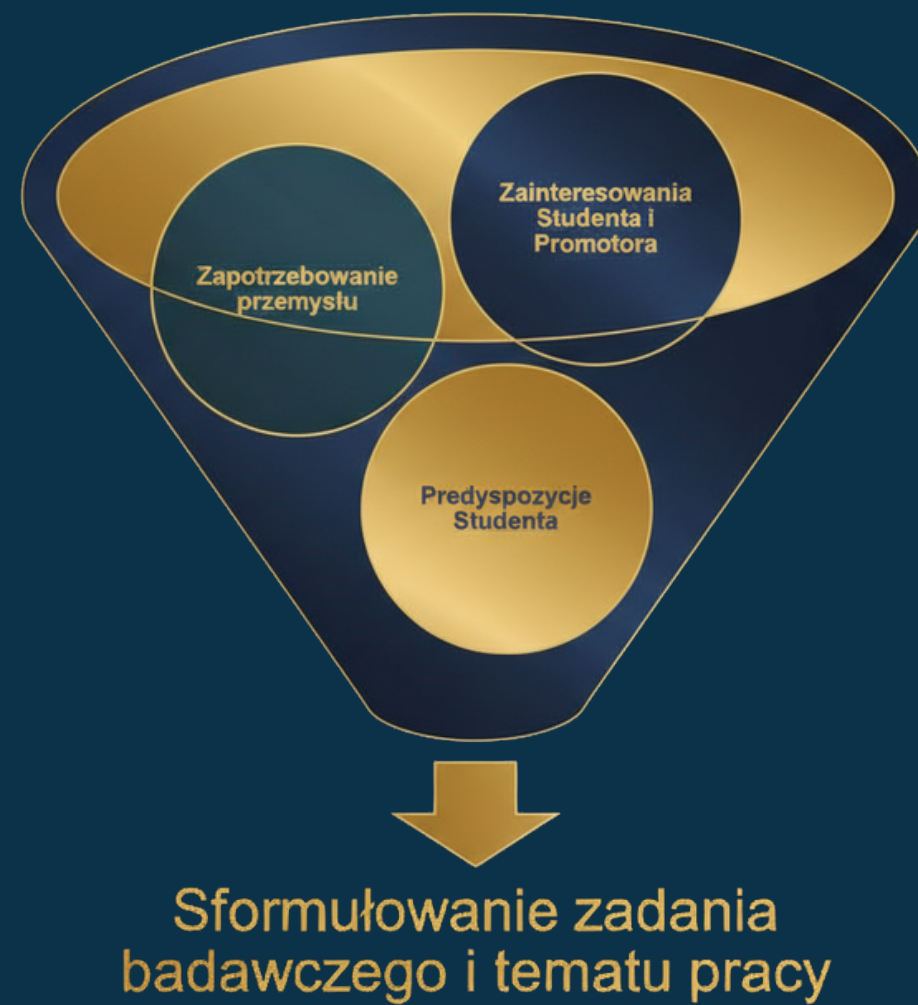 Zainteresowania
Studenta i
Promotora
Zapotrzebowanie
przemysłu
Predyspozycje
Studenta
Sformułowanie zadania
badawczego i tematu pracy